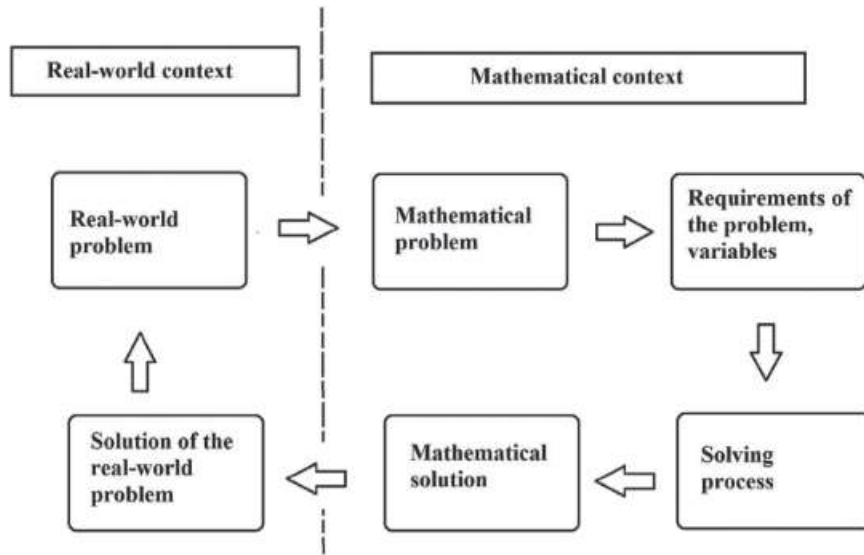 Real-world context
Mathematical context
Real-world
problem
Mathematical
problem
Requirements of
the problem,
variables
Solution of the
real-world
problem
Mathematical
solution
Solving
process